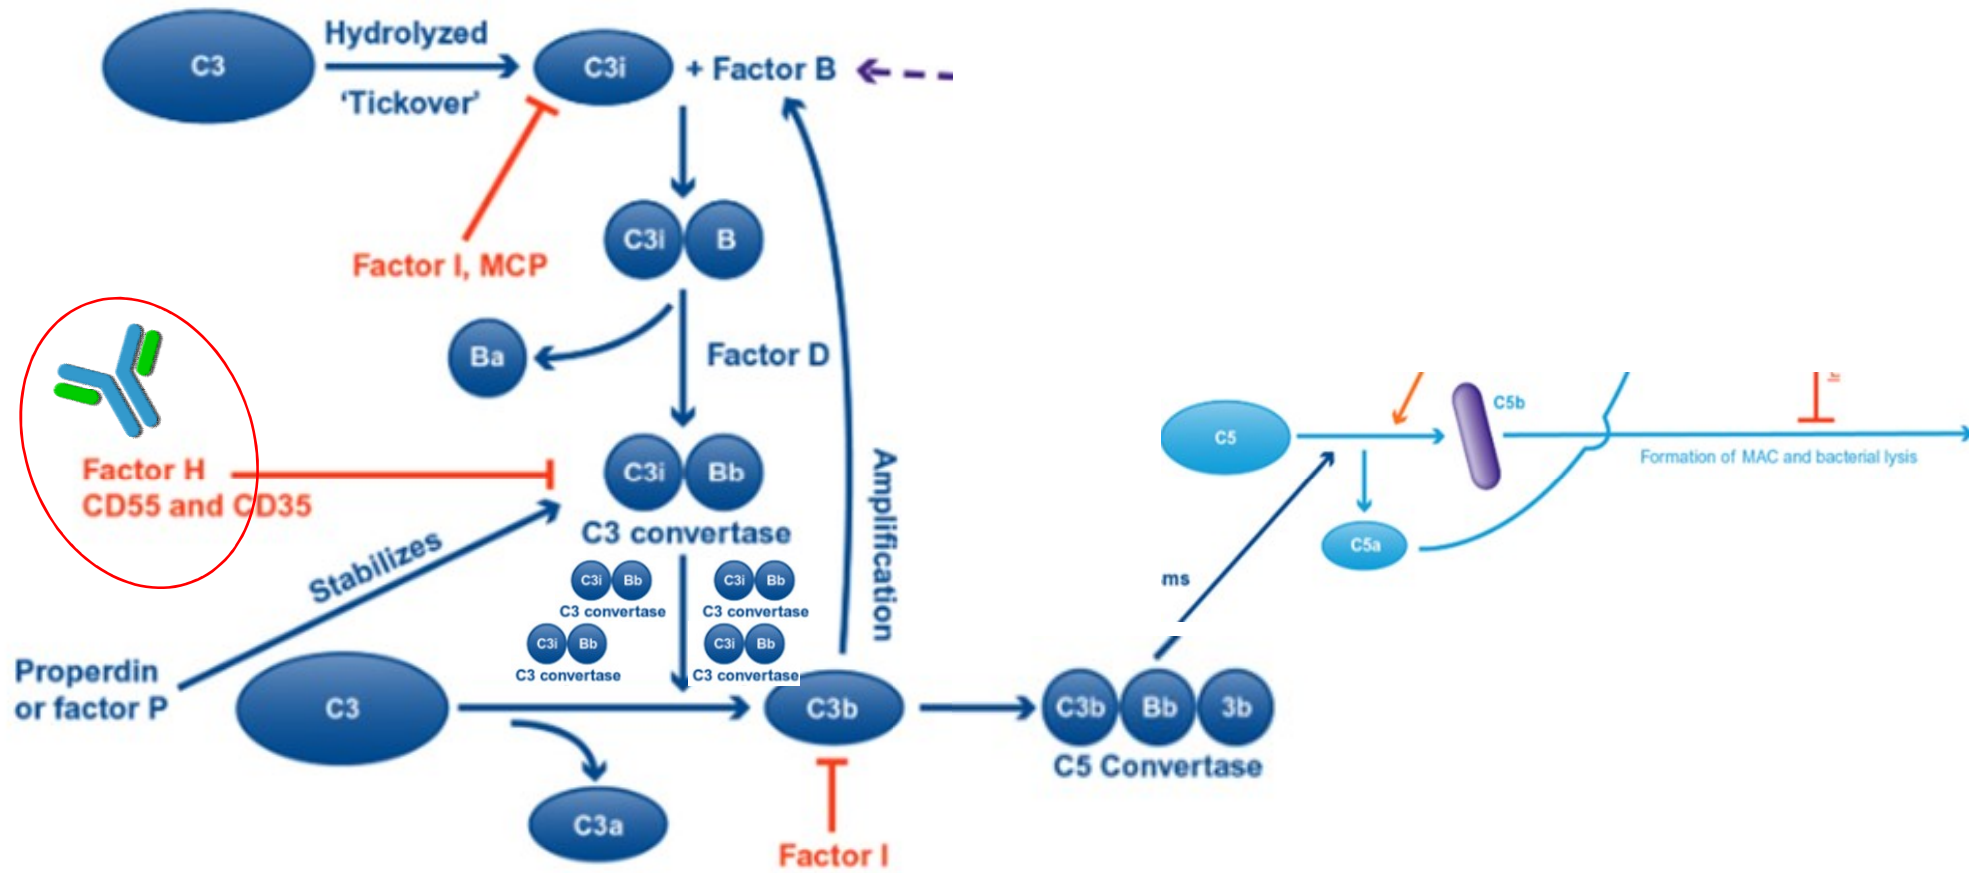 C3
Hydrolyzed
‘Tickover’
C3i
+ Factor B
Factor I, MCP
C3i
B
Ba
Factor D
Factor H
CD55 and CD35
C3i
Bb
C3 convertase
Stabilizes
Amplification
C3i
Bb
C3 convertase
C3i
Bb
C3 convertase
C3i
Bb
C3 convertase
C3i
Bb
C3 convertase
Properdin
or factor P
C3
C3b
C3a
Factor I
C3b
Bb
3b
C5 Convertase
ms
C5
C5b
C5a
Formation of MAC and bacterial lysis